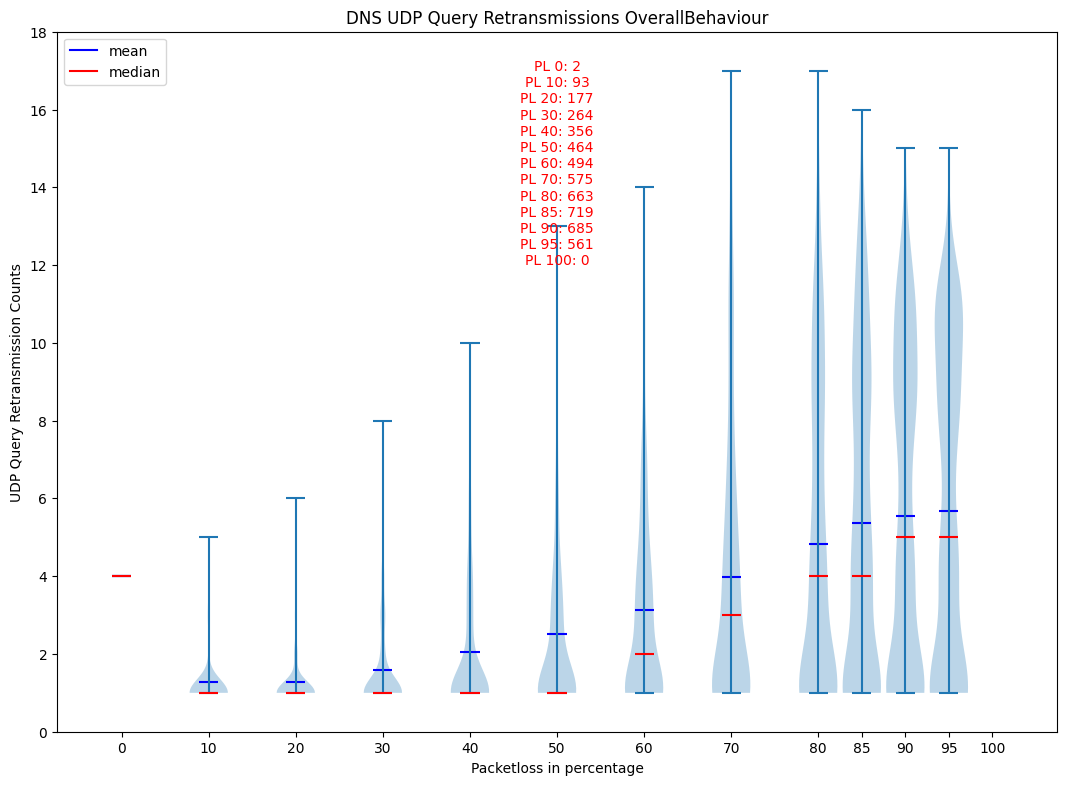 DNS UDP Query Retransmissions OverallBehaviour
mean
median
PL 0: 2
PL 10: 93
PL 20: 177
PL 30: 264
PL 40: 356
PL 50: 464
PL 60: 494
PL 70: 575
PL 80: 663
PL 85: 719
PL 90: 685
PL 95: 561
PL 100: 0
UDP Query Retransmission Counts
18
16
14
12
10
8
6
4
2
0
0 10 20 30 40 50 60 70 80 85 90 95 100
Packetloss in percentage